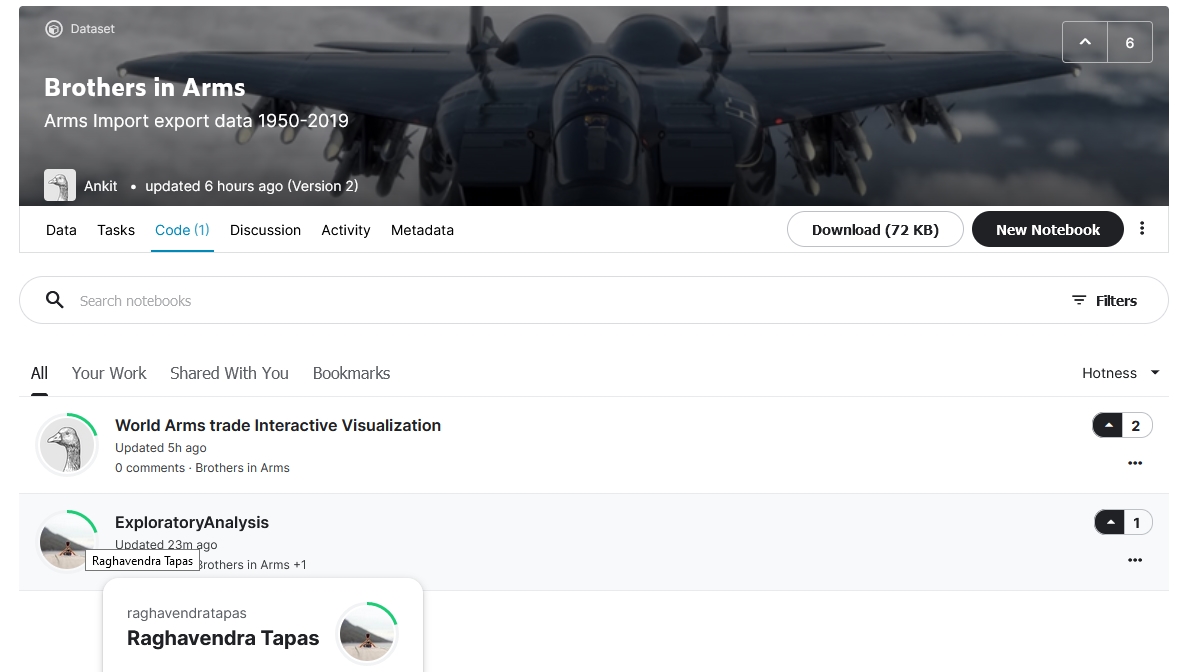 Dataset
6
Brothers in Arms
Arms Import export data 1950-2019
Ankit • updated 6 hours ago (Version 2)
Data Tasks Code (1) Discussion Activity Metadata Download (72 KB) New Notebook
Search notebooks Filters
All Your Work Shared With You Bookmarks Hotness
World Arms trade Interactive Visualization 2
Updated 5h ago
0 comments · Brothers in Arms
ExploratoryAnalysis 1
Updated 23m ago
Raghavendra Tapas Brothers in Arms +1
raghavendratapas
Raghavendra Tapas